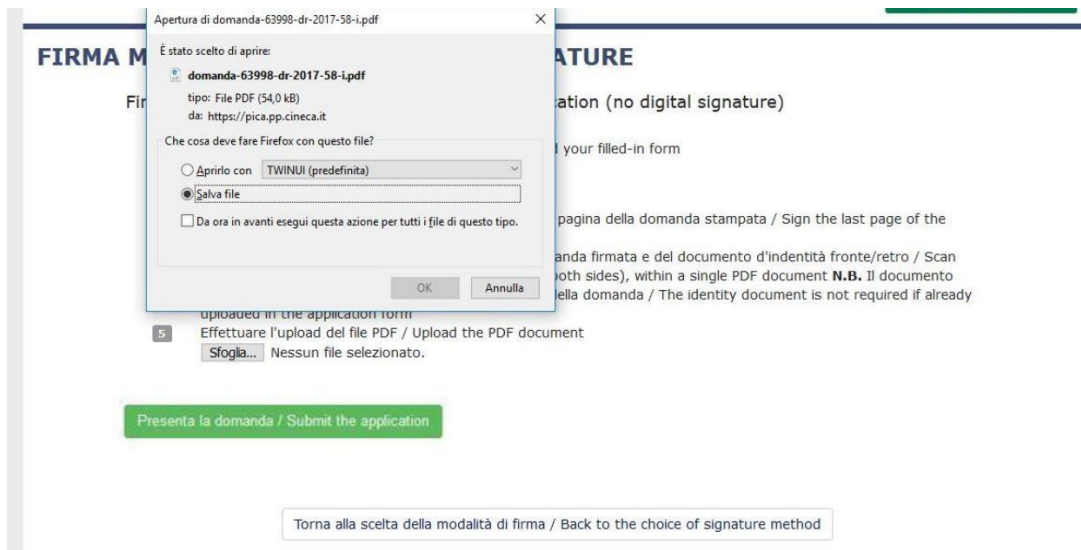 Apertura di domanda-63998-dr-2017-58-i.pdf
È stato scelto di aprire:
FIRMA M
ATURE
domanda-63998-dr-2017-58-i.pdf
tipo: File PDF (54,0 kB)
da: https://pica.pp.cineca.it
Fir
ation (no digital signature)
Che cosa deve fare Firefox con questo file?
your filled-in form
Aprirlo con TWINUI (predefinita)
Salva file
Da ora in avanti esegui questa azione per tutti i file di questo tipo.
pagina della domanda stampata / Sign the last page of the
anda firmata e del documento d'indentità fronte/retro / Scan
both sides), within a single PDF document N.B. Il documento
OK Annulla
ella domanda / The identity document is not required if already
uploaded in the application form
5 Effettuare l'upload del file PDF / Upload the PDF document
Sfoglia... Nessun file selezionato.
Presenta la domanda / Submit the application
Torna alla scelta della modalità di firma / Back to the choice of signature method